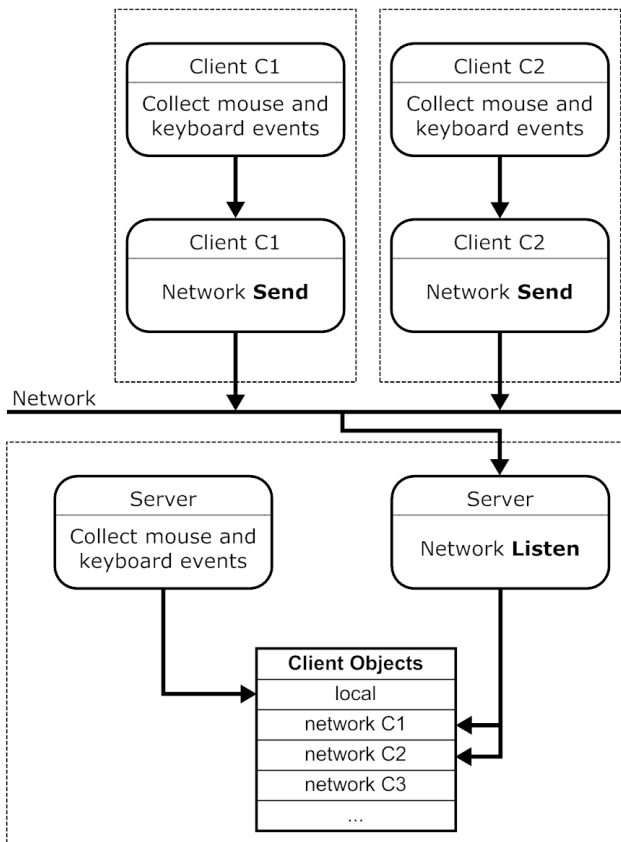 Client C1
Collect mouse and
keyboard events
Client C2
Collect mouse and
keyboard events
Client C1
Network Send
Client C2
Network Send
Network
Server
Collect mouse and
keyboard events
Server
Network Listen
Client Objects
local
network C1
network C2
network C3
...